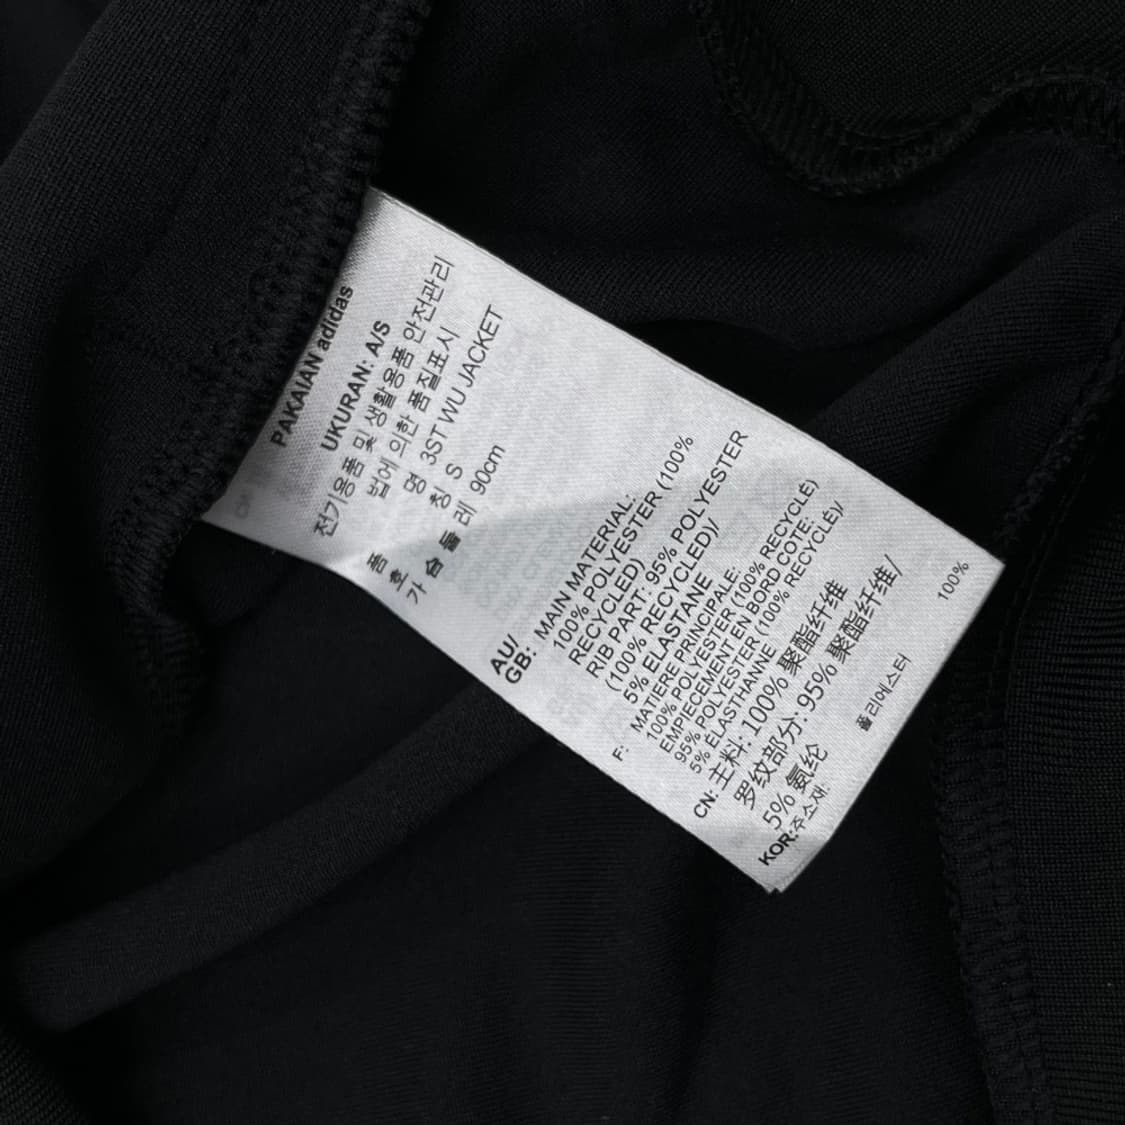 PAKAIAN adidas
UKURAN: A/S
전기용품 및 생활용품 안전관리
법에 의한 품질표시
품 명 3ST WU JACKET
호 칭 S
가 슴 둘 레 90cm
AU/
GB: MAIN MATERIAL:
100% POLYESTER (100%
RECYCLED)
RIB PART: 95% POLYESTER
(100% RECYCLED)/
5% ELASTANE
F: MATIERE PRINCIPALE:
100% POLYESTER (100% RECYCLÉ)
EMPIECEMENT EN BORD COTE:
95% POLYESTER (100% RECYCLÉ)/
5% ÉLASTHANNE
CN: 主料: 100% 聚酯纤维
罗纹部分: 95% 聚酯纤维/
5% 氨纶
KOR: 주소재: 폴리에스터 100%